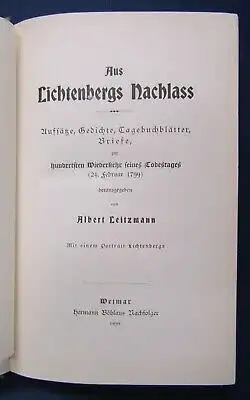 Aus
Lichtenbergs Nachlass
Aufsätze, Gedichte, Tagebuchblätter,
Briefe,
zur
hundertsten Wiederkehr seines Todestages
(24. Februar 1799)
herausgegeben
von
Albert Leitzmann
Mit einem Portrait Lichtenbergs
Weimar
Hermann Böhlaus Nachfolger
1899